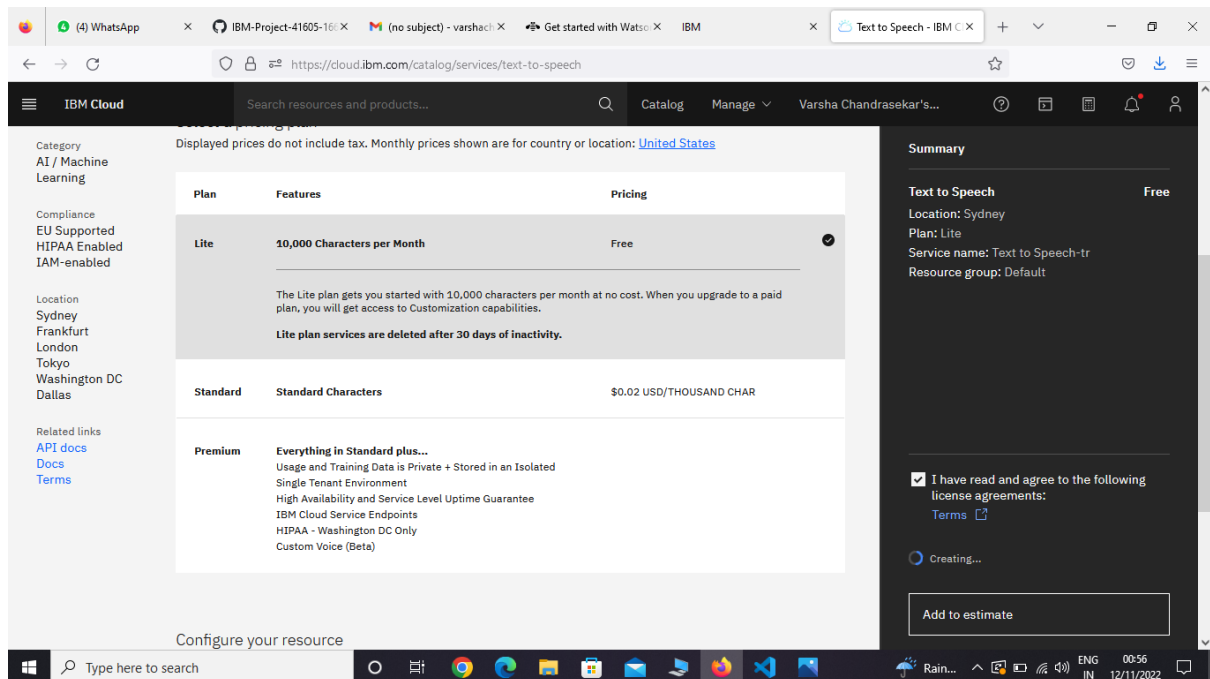 (4) WhatsApp
IBM-Project-41605-166
(no subject) - varshach
Get started with Watso
IBM
Text to Speech - IBM C
https://cloud.ibm.com/catalog/services/text-to-speech
IBM Cloud
Search resources and products...
Catalog
Manage
Varsha Chandrasekar's...
Category
AI / Machine
Learning
Compliance
EU Supported
HIPAA Enabled
IAM-enabled
Location
Sydney
Frankfurt
London
Tokyo
Washington DC
Dallas
Related links
API docs
Docs
Terms
Select a pricing plan
Displayed prices do not include tax. Monthly prices shown are for country or location: United States
Plan Features Pricing
Lite 10,000 Characters per Month Free
The Lite plan gets you started with 10,000 characters per month at no cost. When you upgrade to a paid
plan, you will get access to Customization capabilities.
Lite plan services are deleted after 30 days of inactivity.
Standard Standard Characters $0.02 USD/THOUSAND CHAR
Premium Everything in Standard plus...
Usage and Training Data is Private + Stored in an Isolated
Single Tenant Environment
High Availability and Service Level Uptime Guarantee
IBM Cloud Service Endpoints
HIPAA - Washington DC Only
Custom Voice (Beta)
Configure your resource
Summary
Text to Speech Free
Location: Sydney
Plan: Lite
Service name: Text to Speech-tr
Resource group: Default
I have read and agree to the following
license agreements:
Terms
Creating...
Add to estimate
Type here to search
Rain...
ENG
IN
00:56
12/11/2022